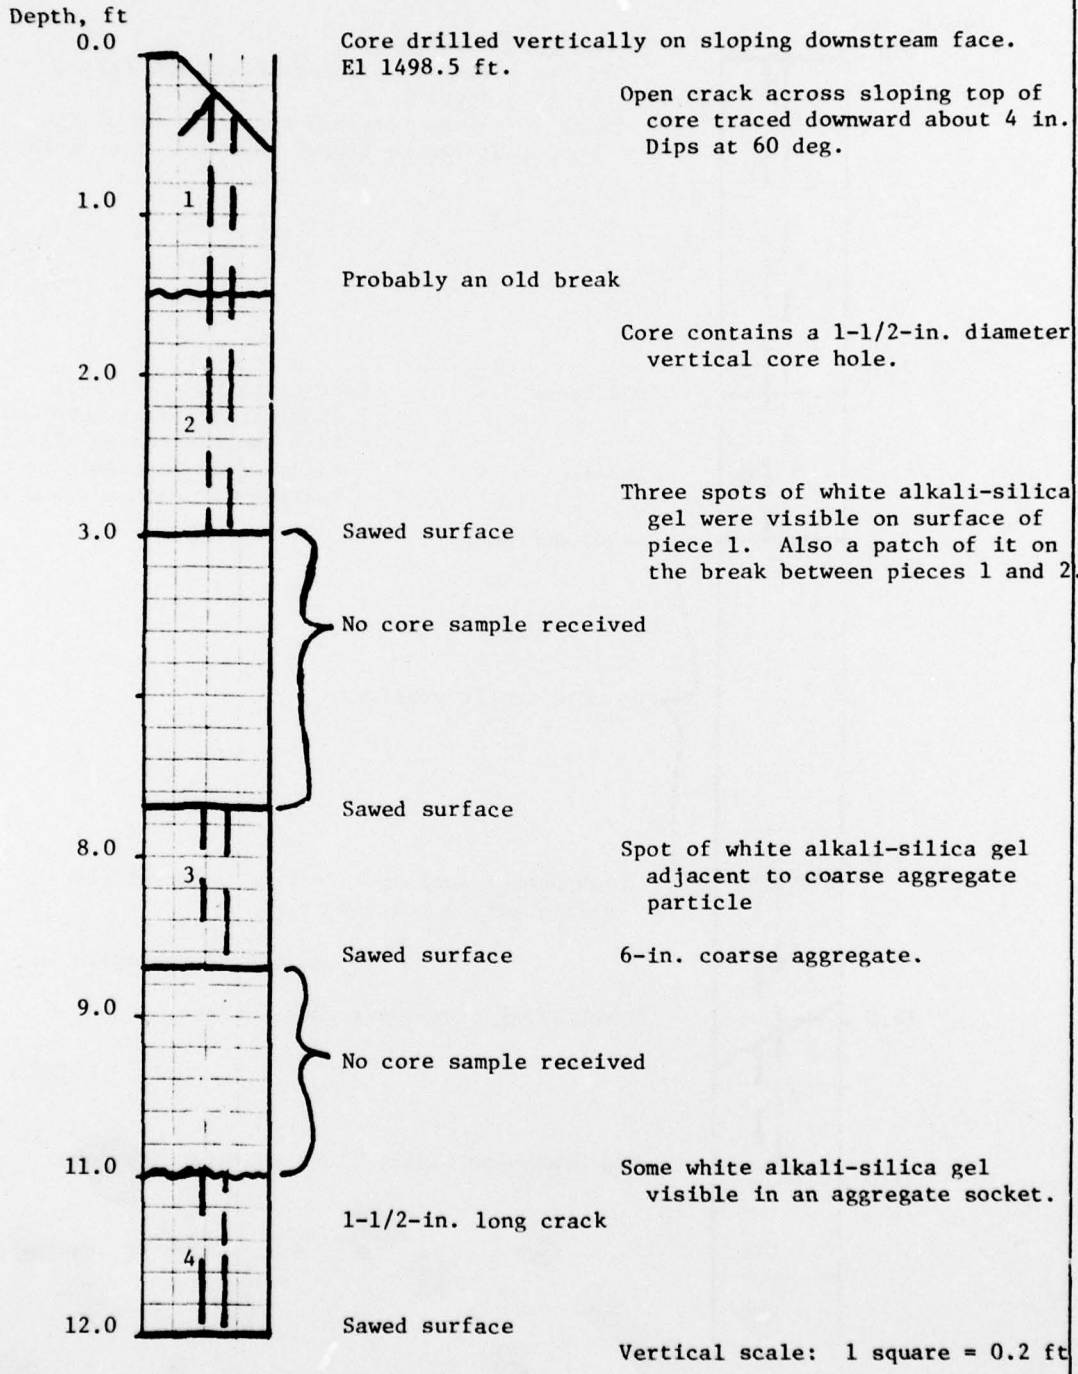 Depth, ft
0.0
Core drilled vertically on sloping downstream face.
El 1498.5 ft.
Open crack across sloping top of
core traced downward about 4 in.
Dips at 60 deg.
1.0
1
Probably an old break
Core contains a 1-1/2-in. diameter
vertical core hole.
2.0
2
Three spots of white alkali-silica
gel were visible on surface of
piece 1. Also a patch of it on
the break between pieces 1 and 2.
3.0
Sawed surface
No core sample received
Sawed surface
8.0
Spot of white alkali-silica gel
adjacent to coarse aggregate
particle
3
Sawed surface
6-in. coarse aggregate.
9.0
No core sample received
11.0
Some white alkali-silica gel
visible in an aggregate socket.
1-1/2-in. long crack
4
12.0
Sawed surface
Vertical scale: 1 square = 0.2 ft